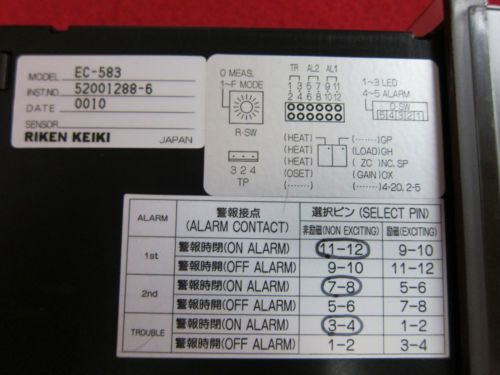 MODEL EC-583
INST.NO. 52001288-6
DATE 0010
SENSOR
RIKEN KEIKI JAPAN
0 MEAS.
1~F MODE
R-SW
3 2 4
TP
TR AL2 AL1
1 3 5 7 9 11
2 4 6 8 10 12
1~3 LED
4~5 ALARM
D-SW
5 4 3 2 1
(HEAT) (‥‥‥)GP
(HEAT) (LOAD)GH
(HEAT) ( ZC )NC. SP
(OSET) (GAIN)OX
(‥‥‥) (‥‥‥)4-20, 2-5
ALARM 警報接点 (ALARM CONTACT) 選択ピン (SELECT PIN)
非励磁(NON EXCITING) 励磁(EXCITING)
1st 警報時閉(ON ALARM) 11-12 9-10
警報時開(OFF ALARM) 9-10 11-12
2nd 警報時閉(ON ALARM) 7-8 5-6
警報時開(OFF ALARM) 5-6 7-8
TROUBLE 警報時閉(ON ALARM) 3-4 1-2
警報時開(OFF ALARM) 1-2 3-4